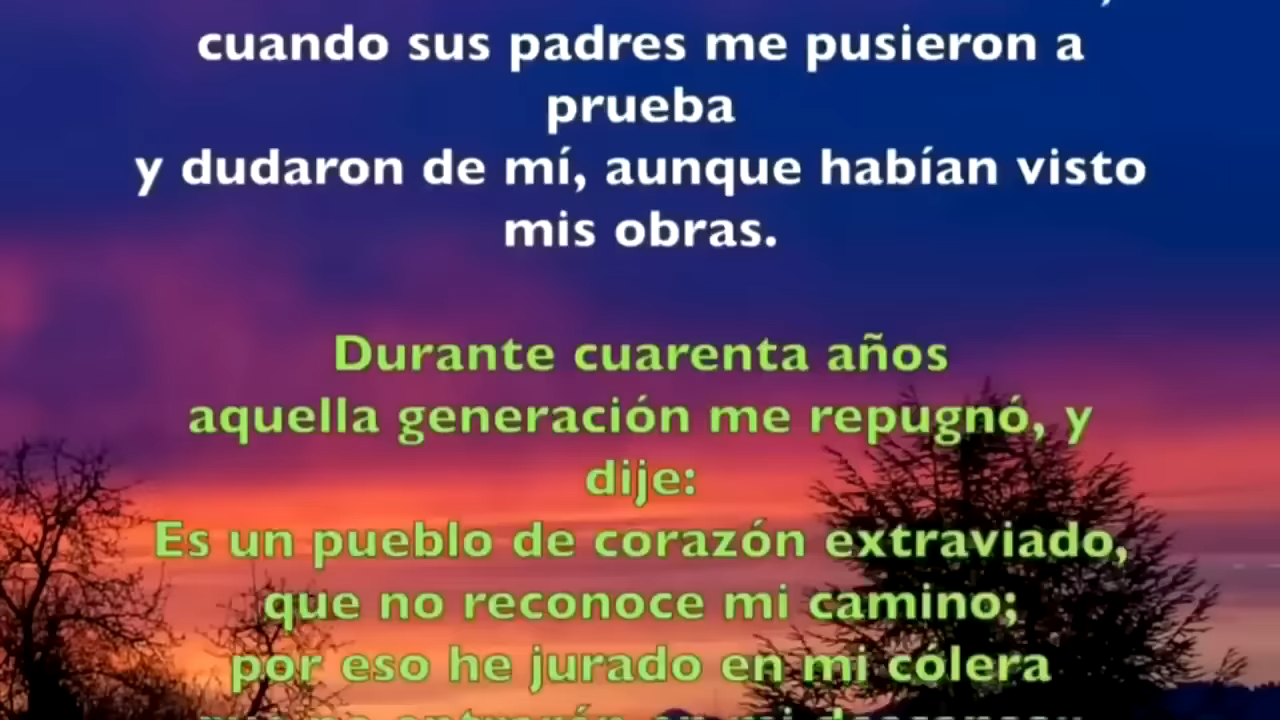 cuando sus padres me pusieron a
prueba
y dudaron de mí, aunque habían visto
mis obras.
Durante cuarenta años
aquella generación me repugnó, y
dije:
Es un pueblo de corazón extraviado,
que no reconoce mi camino;
por eso he jurado en mi cólera